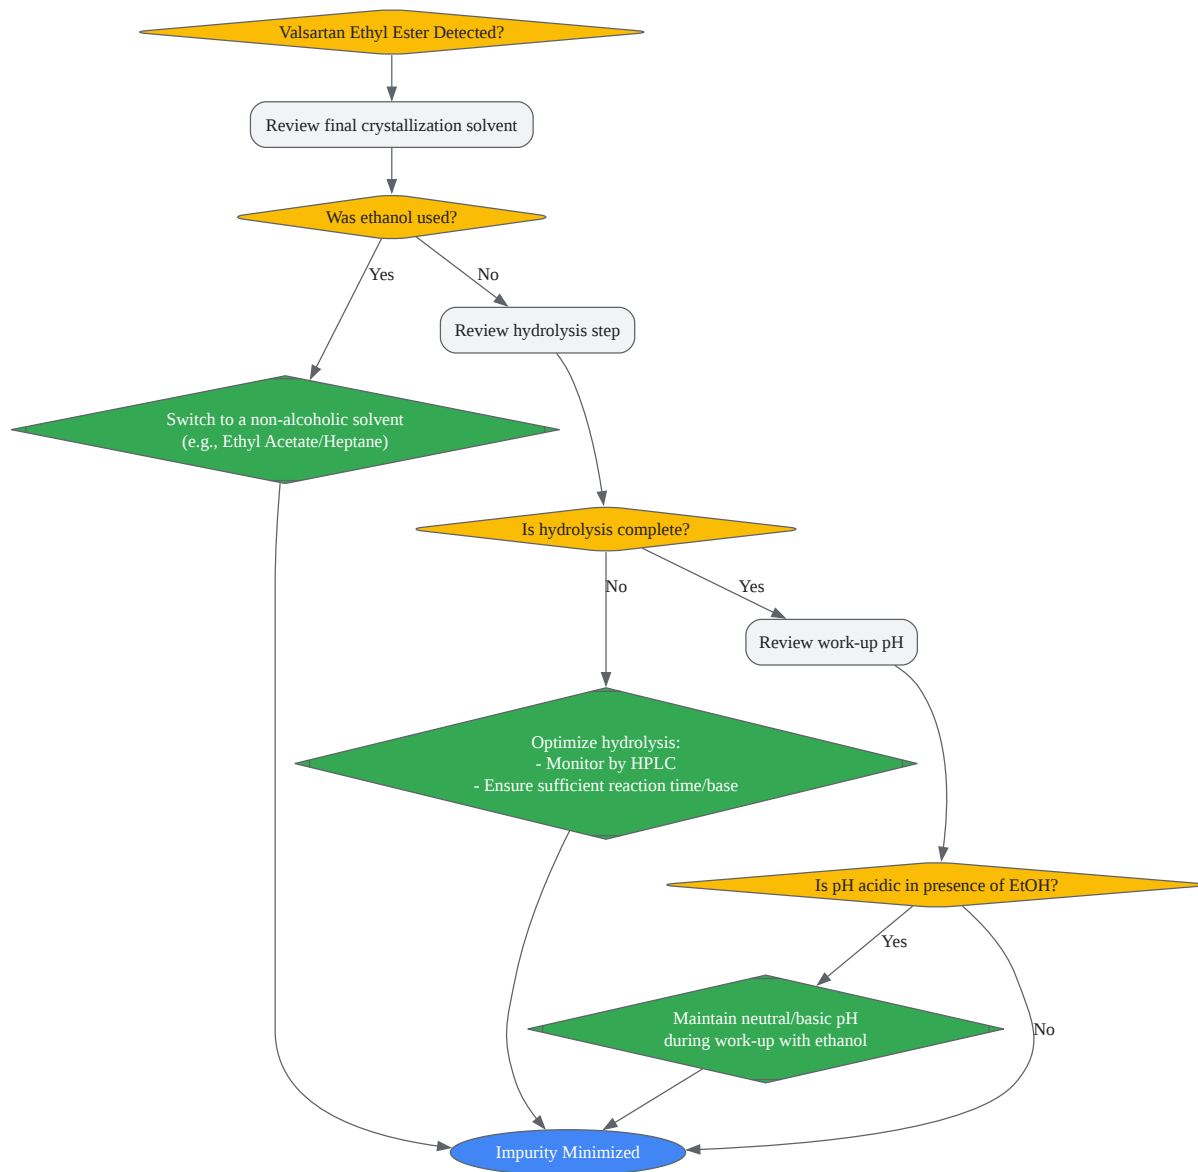 Valsartan Ethyl Ester Detected?
Review final crystallization solvent
Was ethanol used?
Yes
No
Review hydrolysis step
Switch to a non-alcoholic solvent
(e.g., Ethyl Acetate/Heptane)
Is hydrolysis complete?
No
Yes
Review work-up pH
Optimize hydrolysis:
- Monitor by HPLC
- Ensure sufficient reaction time/base
Is pH acidic in presence of EtOH?
Yes
Maintain neutral/basic pH
during work-up with ethanol
No
Impurity Minimized